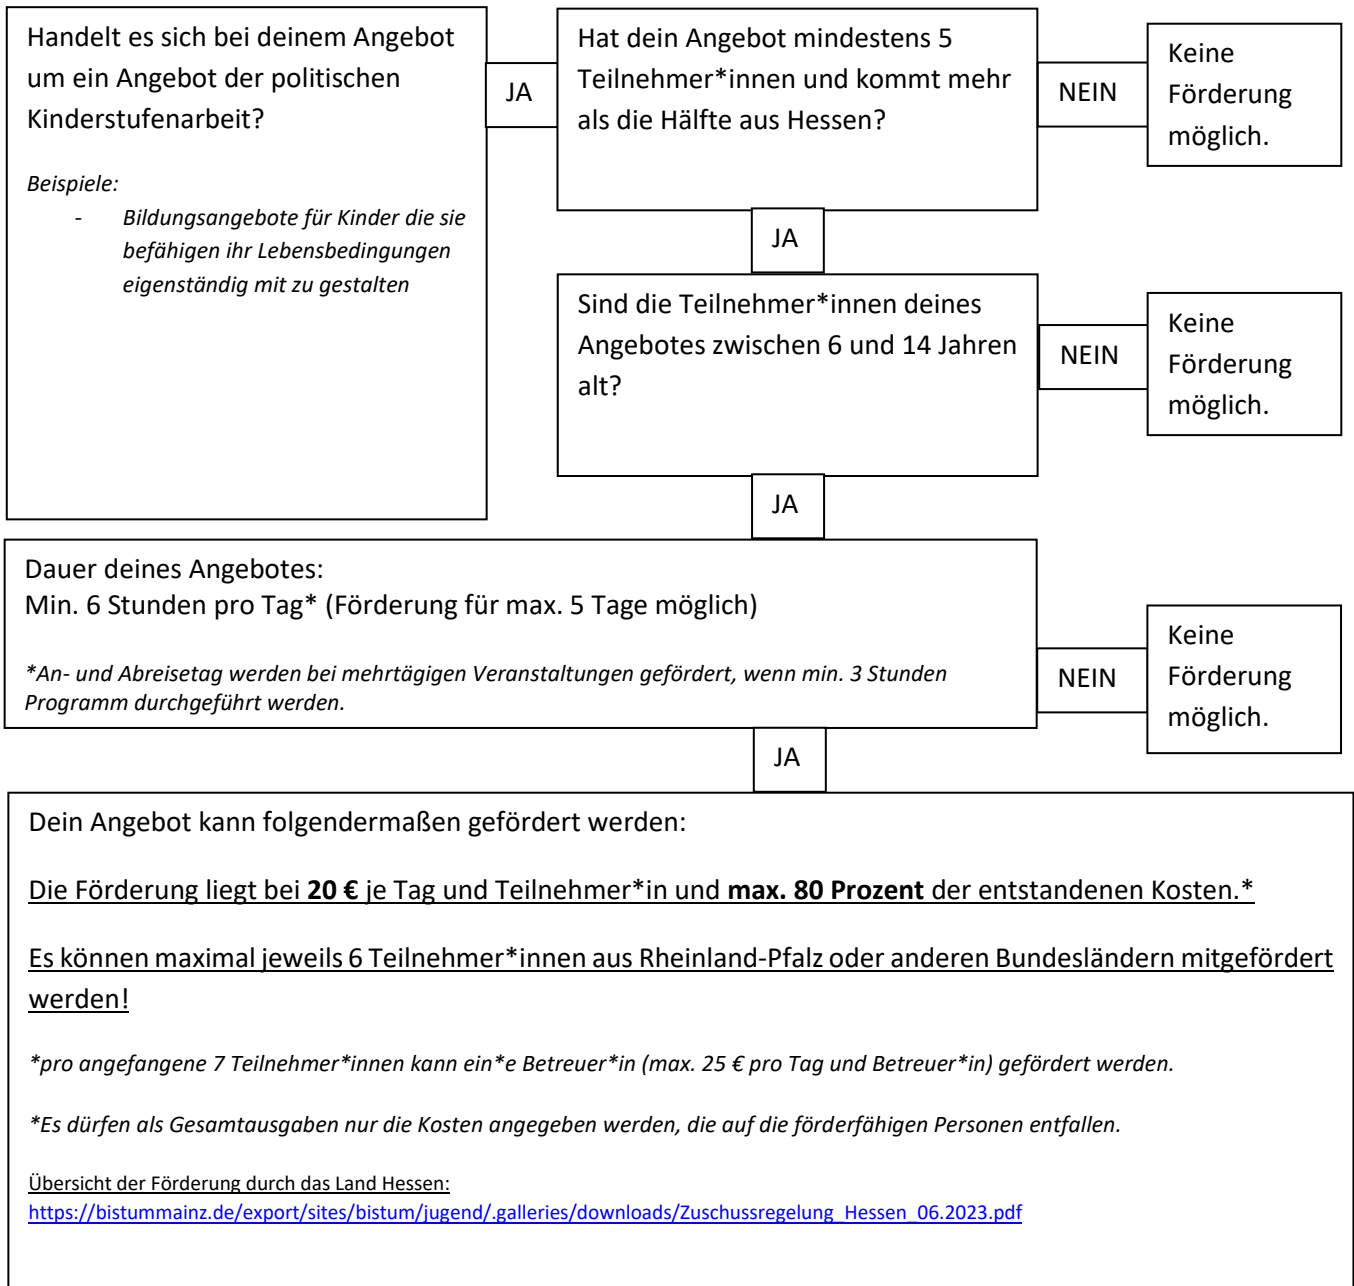 Handelt es sich bei deinem Angebot
um ein Angebot der politischen
Kinderstufenarbeit?
Beispiele:
- Bildungsangebote für Kinder die sie
befähigen ihr Lebensbedingungen
eigenständig mit zu gestalten
JA
Hat dein Angebot mindestens 5
Teilnehmer*innen und kommt mehr
als die Hälfte aus Hessen?
NEIN
Keine
Förderung
möglich.
JA
Sind die Teilnehmer*innen deines
Angebotes zwischen 6 und 14 Jahren
alt?
NEIN
Keine
Förderung
möglich.
JA
Dauer deines Angebotes:
Min. 6 Stunden pro Tag* (Förderung für max. 5 Tage möglich)
*An- und Abreisetag werden bei mehrtägigen Veranstaltungen gefördert, wenn min. 3 Stunden
Programm durchgeführt werden.
NEIN
Keine
Förderung
möglich.
JA
Dein Angebot kann folgendermaßen gefördert werden:
Die Förderung liegt bei 20 € je Tag und Teilnehmer*in und max. 80 Prozent der entstandenen Kosten.*
Es können maximal jeweils 6 Teilnehmer*innen aus Rheinland-Pfalz oder anderen Bundesländern mitgefördert
werden!
*pro angefangene 7 Teilnehmer*innen kann ein*e Betreuer*in (max. 25 € pro Tag und Betreuer*in) gefördert werden.
*Es dürfen als Gesamtausgaben nur die Kosten angegeben werden, die auf die förderfähigen Personen entfallen.
Übersicht der Förderung durch das Land Hessen:
https://bistummainz.de/export/sites/bistum/jugend/.galleries/downloads/Zuschussregelung_Hessen_06.2023.pdf